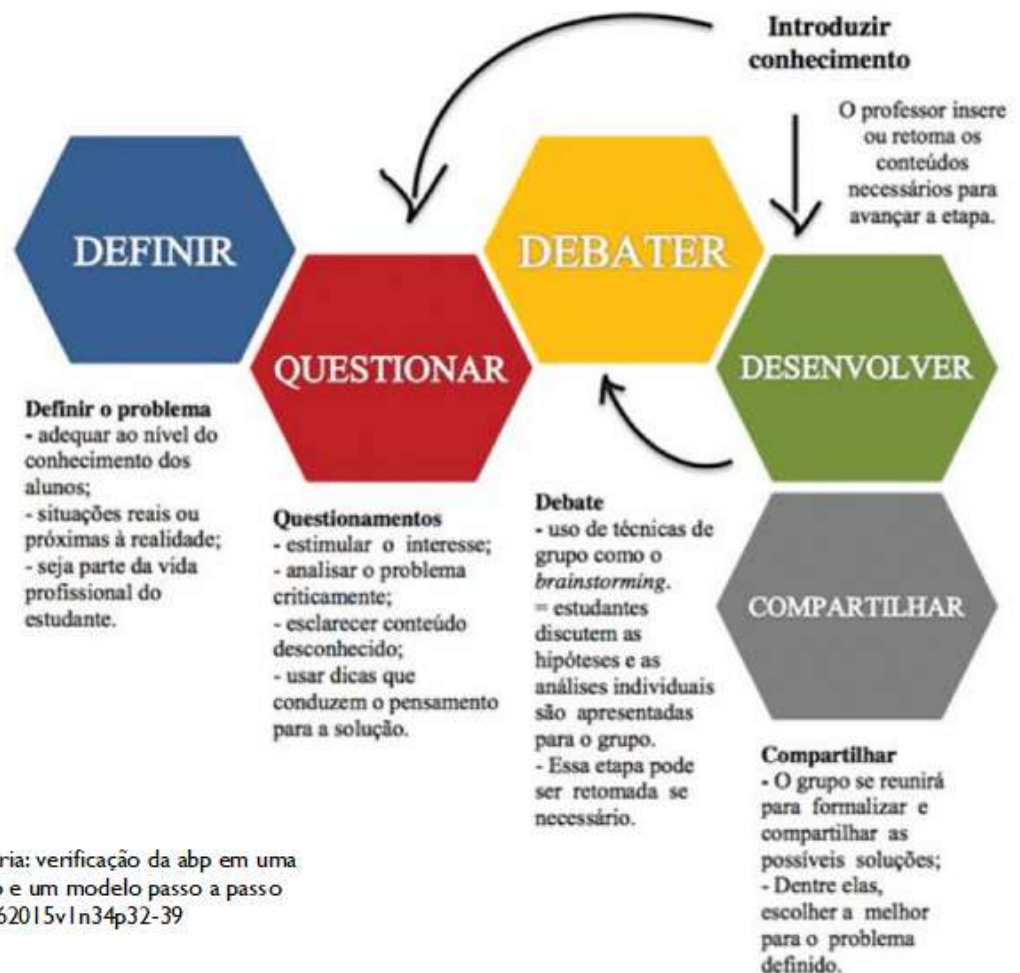 Introduzir
conhecimento
O professor insere
ou retoma os
conteúdos
necessários para
avançar a etapa.
DEFINIR
QUESTIONAR
DEBATER
DESENVOLVER
COMPARTILHAR
Definir o problema
- adequar ao nível do
conhecimento dos
alunos;
- situações reais ou
próximas à realidade;
- seja parte da vida
profissional do
estudante.
Questionamentos
- estimular o interesse;
- analisar o problema
criticamente;
- esclarecer conteúdo
desconhecido;
- usar dicas que
conduzem o pensamento
para a solução.
Debate
- uso de técnicas de
grupo como o
brainstorming.
= estudantes
discutem as
hipóteses e as
análises individuais
são apresentadas
para o grupo.
- Essa etapa pode
ser retomada se
necessário.
Compartilhar
- O grupo se reunirá
para formalizar e
compartilhar as
possíveis soluções;
- Dentre elas,
escolher a melhor
para o problema
definido.
ria: verificação da abp em uma
e um modelo passo a passo
62015v1n34p32-39